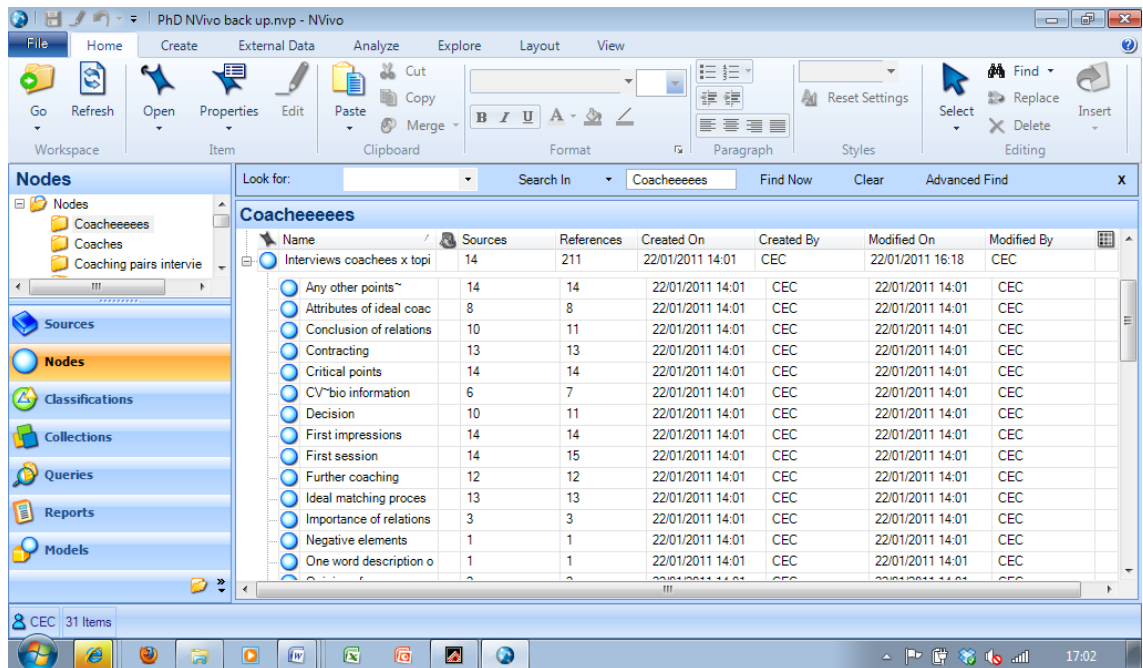 PhD NVivo back up.nvp - NVivo
File Home Create External Data Analyze Explore Layout View
Go Refresh Open Properties Edit Paste Cut Copy Merge B I U A Reset Settings Select Find Replace Delete Insert
Workspace Item Clipboard Format Paragraph Styles Editing
Nodes
Look for: Search In Coacheeeees Find Now Clear Advanced Find x
Nodes
Coacheeeees
Coaches
Coaching pairs intervie
Sources
Nodes
Classifications
Collections
Queries
Reports
Models
Coacheeeees
Name Sources References Created On Created By Modified On Modified By
Interviews coachees x topi 14 211 22/01/2011 14:01 CEC 22/01/2011 16:18 CEC
Any other points~ 14 14 22/01/2011 14:01 CEC 22/01/2011 14:01 CEC
Attributes of ideal coac 8 8 22/01/2011 14:01 CEC 22/01/2011 14:01 CEC
Conclusion of relations 10 11 22/01/2011 14:01 CEC 22/01/2011 14:01 CEC
Contracting 13 13 22/01/2011 14:01 CEC 22/01/2011 14:01 CEC
Critical points 14 14 22/01/2011 14:01 CEC 22/01/2011 14:01 CEC
CV~bio information 6 7 22/01/2011 14:01 CEC 22/01/2011 14:01 CEC
Decision 10 11 22/01/2011 14:01 CEC 22/01/2011 14:01 CEC
First impressions 14 14 22/01/2011 14:01 CEC 22/01/2011 14:01 CEC
First session 14 15 22/01/2011 14:01 CEC 22/01/2011 14:01 CEC
Further coaching 12 12 22/01/2011 14:01 CEC 22/01/2011 14:01 CEC
Ideal matching proces 13 13 22/01/2011 14:01 CEC 22/01/2011 14:01 CEC
Importance of relations 3 3 22/01/2011 14:01 CEC 22/01/2011 14:01 CEC
Negative elements 1 1 22/01/2011 14:01 CEC 22/01/2011 14:01 CEC
One word description o 1 1 22/01/2011 14:01 CEC 22/01/2011 14:01 CEC
CEC 31 Items
17:02